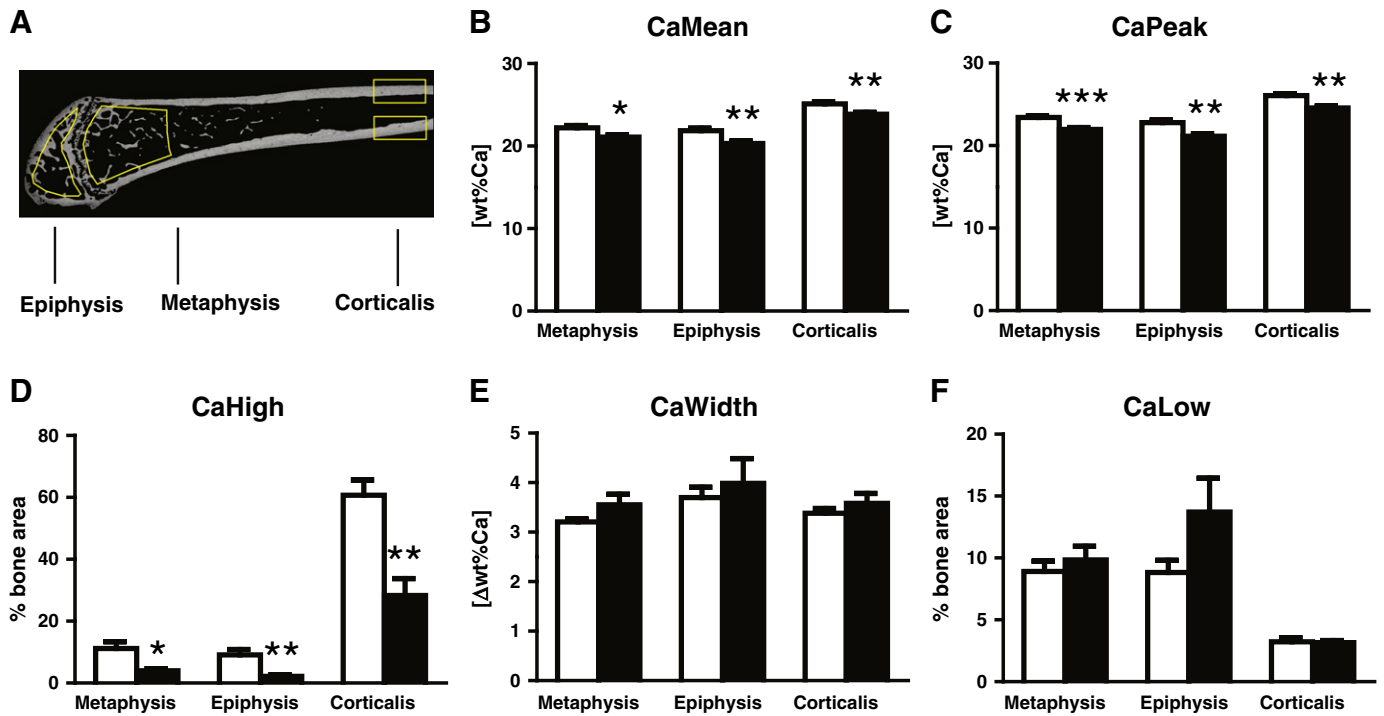 A
Epiphysis Metaphysis Corticalis
B
CaMean
[wt%Ca]
30
20
10
0
* ** **
Metaphysis Epiphysis Corticalis
C
CaPeak
[wt%Ca]
30
20
10
0
*** ** **
Metaphysis Epiphysis Corticalis
D
CaHigh
% bone area
80
60
40
20
0
* ** **
Metaphysis Epiphysis Corticalis
E
CaWidth
[Δwt%Ca]
5
4
3
2
1
0
Metaphysis Epiphysis Corticalis
F
CaLow
% bone area
20
15
10
5
0
Metaphysis Epiphysis Corticalis